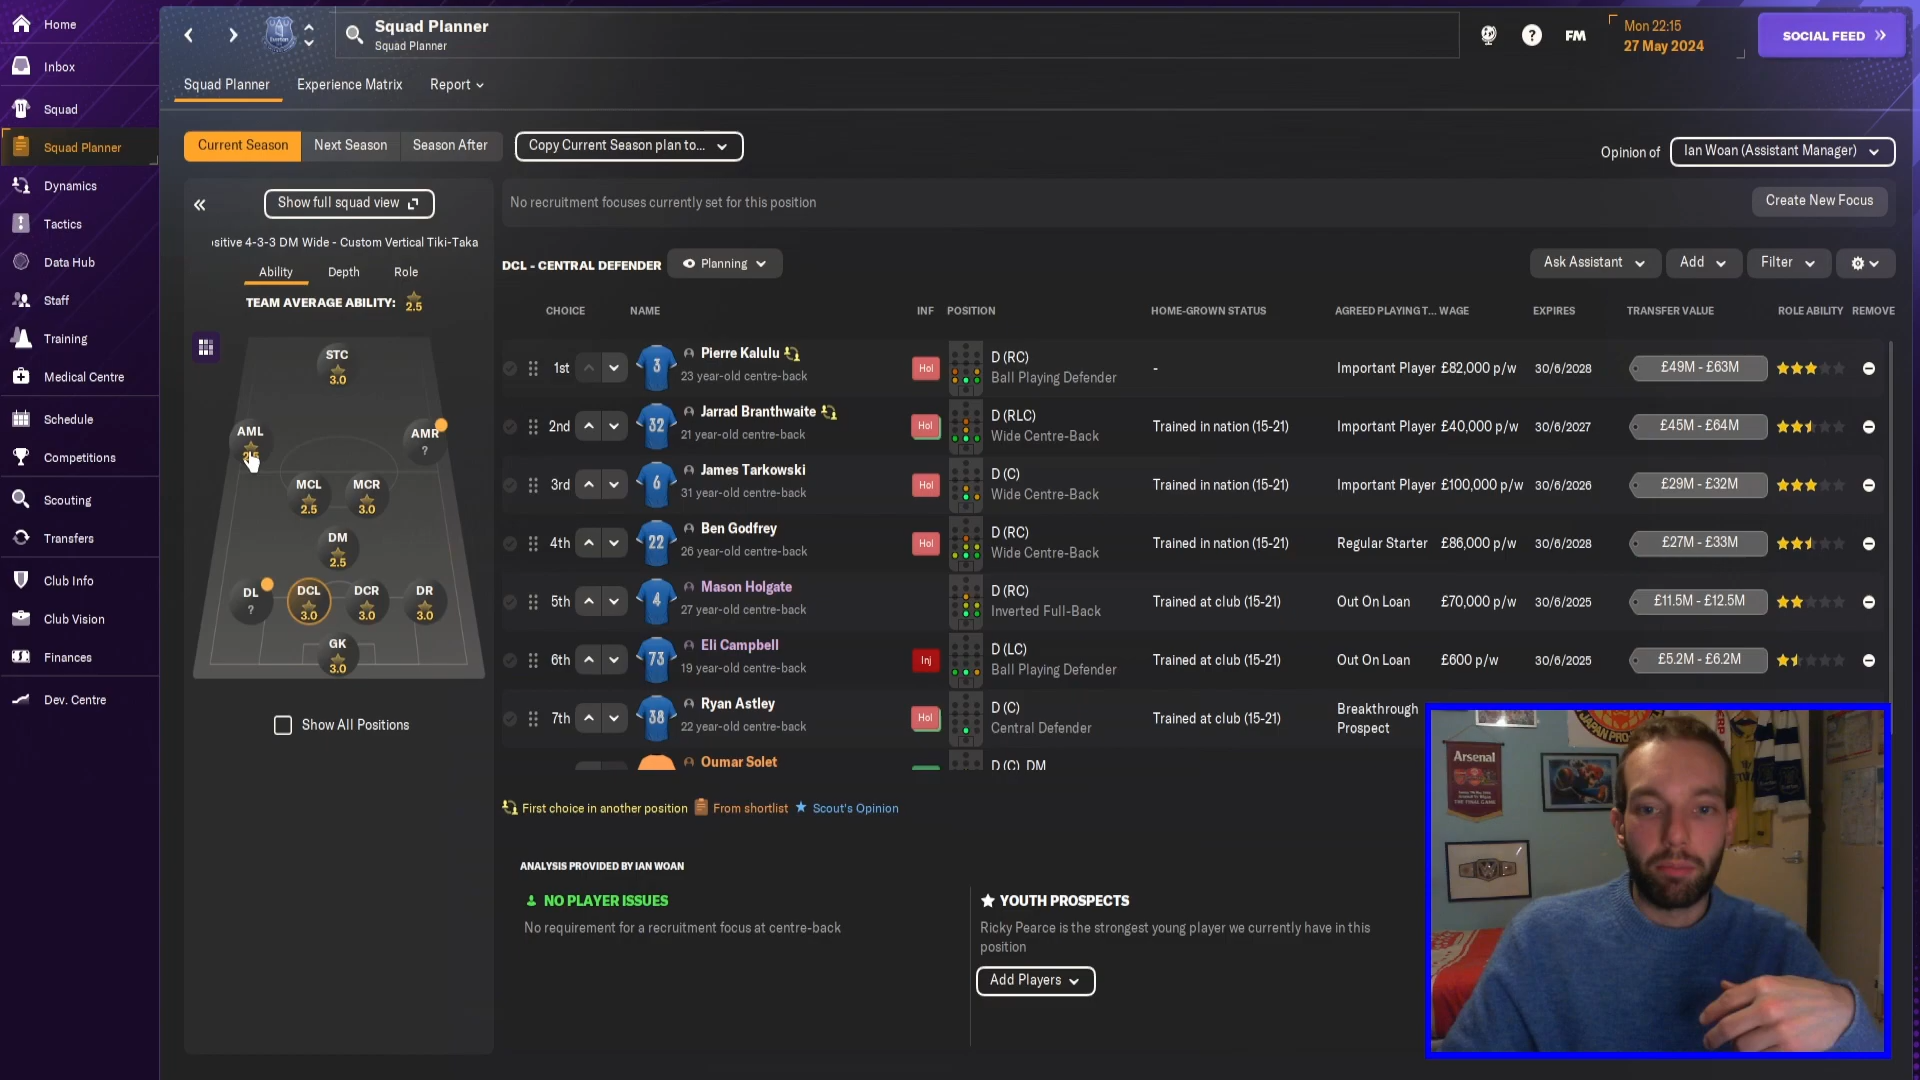 Home
Inbox
Squad
Squad Planner
Dynamics
Tactics
Data Hub
Staff
Training
Medical Centre
Schedule
Competitions
Scouting
Transfers
Club Info
Club Vision
Finances
Dev. Centre
Squad Planner
Squad Planner
FM
Mon 22:15
27 May 2024
SOCIAL FEED
Squad Planner Experience Matrix Report
Current Season Next Season Season After Copy Current Season plan to...
Opinion of Ian Woan (Assistant Manager)
Show full squad view
sitive 4-3-3 DM Wide - Custom Vertical Tiki-Taka
Ability Depth Role
TEAM AVERAGE ABILITY: 2.5
STC
3.0
AML
AMR
?
MCL
2.5
MCR
3.0
DM
2.5
DL
?
DCL
3.0
DCR
3.0
DR
3.0
GK
3.0
Show All Positions
No recruitment focuses currently set for this position
Create New Focus
DCL - CENTRAL DEFENDER Planning
Ask Assistant Add Filter
CHOICE NAME INF POSITION HOME-GROWN STATUS AGREED PLAYING T... WAGE EXPIRES TRANSFER VALUE ROLE ABILITY REMOVE
1st 3 Pierre Kalulu Hol D (RC) - Important Player £82,000 p/w 30/6/2028 £49M - £63M
23 year-old centre-back Ball Playing Defender
2nd 32 Jarrad Branthwaite Hol D (RLC) Trained in nation (15-21) Important Player £40,000 p/w 30/6/2027 £45M - £64M
21 year-old centre-back Wide Centre-Back
3rd 6 James Tarkowski Hol D (C) Trained in nation (15-21) Important Player £100,000 p/w 30/6/2026 £29M - £32M
31 year-old centre-back Wide Centre-Back
4th 22 Ben Godfrey Hol D (RC) Trained in nation (15-21) Regular Starter £86,000 p/w 30/6/2028 £27M - £33M
26 year-old centre-back Wide Centre-Back
5th 4 Mason Holgate D (RC) Trained at club (15-21) Out On Loan £70,000 p/w 30/6/2025 £11.5M - £12.5M
27 year-old centre-back Inverted Full-Back
6th 73 Eli Campbell Inj D (LC) Trained at club (15-21) Out On Loan £600 p/w 30/6/2025 £5.2M - £6.2M
19 year-old centre-back Ball Playing Defender
7th 38 Ryan Astley Hol D (C) Trained at club (15-21) Breakthrough Prospect
22 year-old centre-back Central Defender
Oumar Solet D (C), DM
First choice in another position From shortlist Scout's Opinion
ANALYSIS PROVIDED BY IAN WOAN
NO PLAYER ISSUES
No requirement for a recruitment focus at centre-back
YOUTH PROSPECTS
Ricky Pearce is the strongest young player we currently have in this
position
Add Players
Arsenal
JAPAN PRO